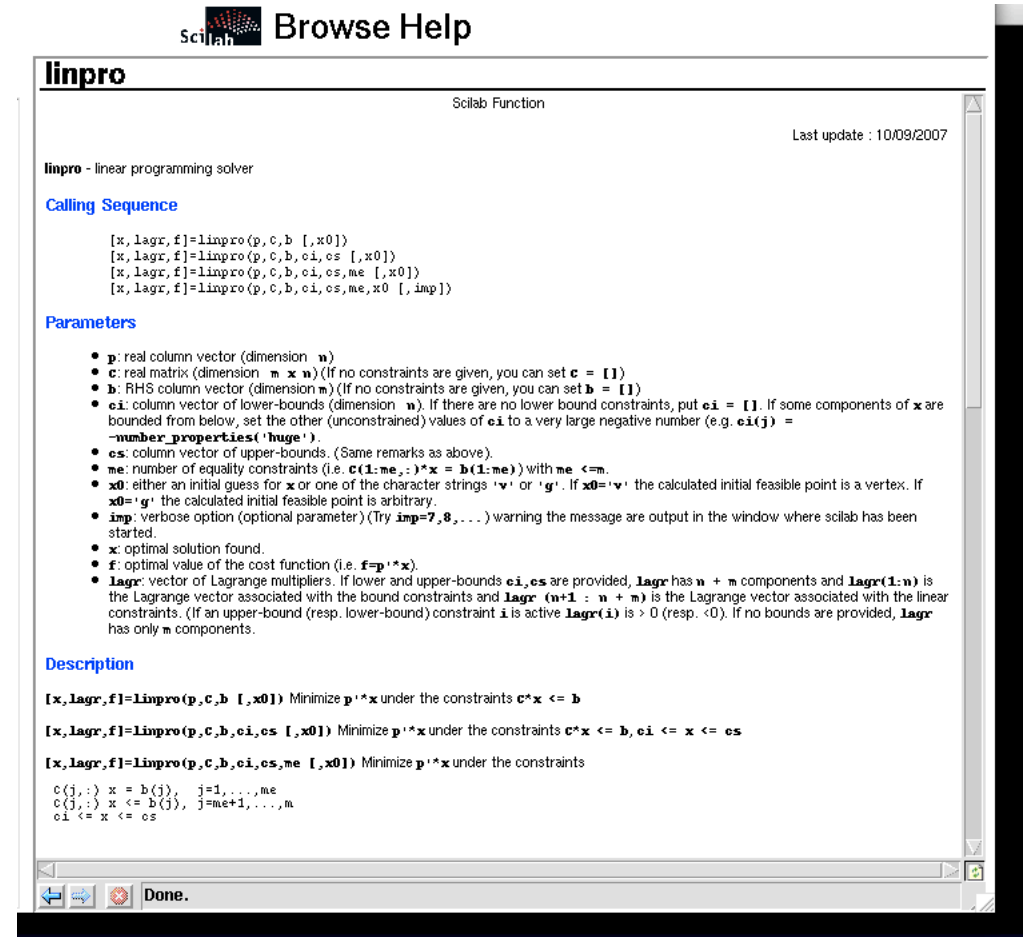 Scilab Browse Help
linpro
Scilab Function
Last update : 10/09/2007
linpro - linear programming solver
Calling Sequence
[x,lagr,f]=linpro(p,C,b [,x0])
[x,lagr,f]=linpro(p,C,b,ci,cs [,x0])
[x,lagr,f]=linpro(p,C,b,ci,cs,me [,x0])
[x,lagr,f]=linpro(p,C,b,ci,cs,me,x0 [,imp])
Parameters
● p: real column vector (dimension n)
● C: real matrix (dimension m x n) (If no constraints are given, you can set C = [])
● b: RHS column vector (dimension m) (If no constraints are given, you can set b = [])
● ci: column vector of lower-bounds (dimension n). If there are no lower bound constraints, put ci = []. If some components of x are
bounded from below, set the other (unconstrained) values of ci to a very large negative number (e.g. ci(j) =
-number_properties('huge').
● cs: column vector of upper-bounds. (Same remarks as above).
● me: number of equality constraints (i.e. C(1:me,:)*x = b(1:me)) with me <=m.
● x0: either an initial guess for x or one of the character strings 'v' or 'g'. If x0='v' the calculated initial feasible point is a vertex. If
x0='g' the calculated initial feasible point is arbitrary.
● imp: verbose option (optional parameter) (Try imp=7,8,...) warning the message are output in the window where scilab has been
started.
● x: optimal solution found.
● f: optimal value of the cost function (i.e. f=p'*x).
● lagr: vector of Lagrange multipliers. If lower and upper-bounds ci,cs are provided, lagr has n + m components and lagr(1:n) is
the Lagrange vector associated with the bound constraints and lagr (n+1 : n + m) is the Lagrange vector associated with the linear
constraints. (If an upper-bound (resp. lower-bound) constraint i is active lagr(i) is > 0 (resp. <0). If no bounds are provided, lagr
has only m components.
Description
[x,lagr,f]=linpro(p,C,b [,x0]) Minimize p'*x under the constraints C*x <= b
[x,lagr,f]=linpro(p,C,b,ci,cs [,x0]) Minimize p'*x under the constraints C*x <= b, ci <= x <= cs
[x,lagr,f]=linpro(p,C,b,ci,cs,me [,x0]) Minimize p'*x under the constraints
C(j,:) x = b(j), j=1,...,me
C(j,:) x <= b(j), j=me+1,...,m
ci <= x <= cs
Done.